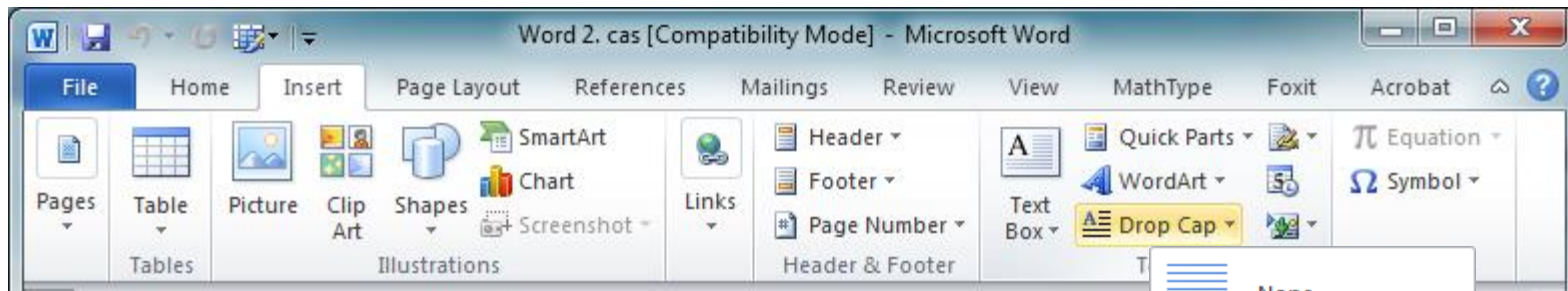 Word 2. cas [Compatibility Mode] - Microsoft Word
File Home Insert Page Layout References Mailings Review View MathType Foxit Acrobat
Pages
Table
Tables
Picture
Clip Art
Shapes
SmartArt
Chart
Screenshot
Illustrations
Links
Header
Footer
Page Number
Header & Footer
Text Box
Quick Parts
WordArt
Drop Cap
π Equation
Ω Symbol